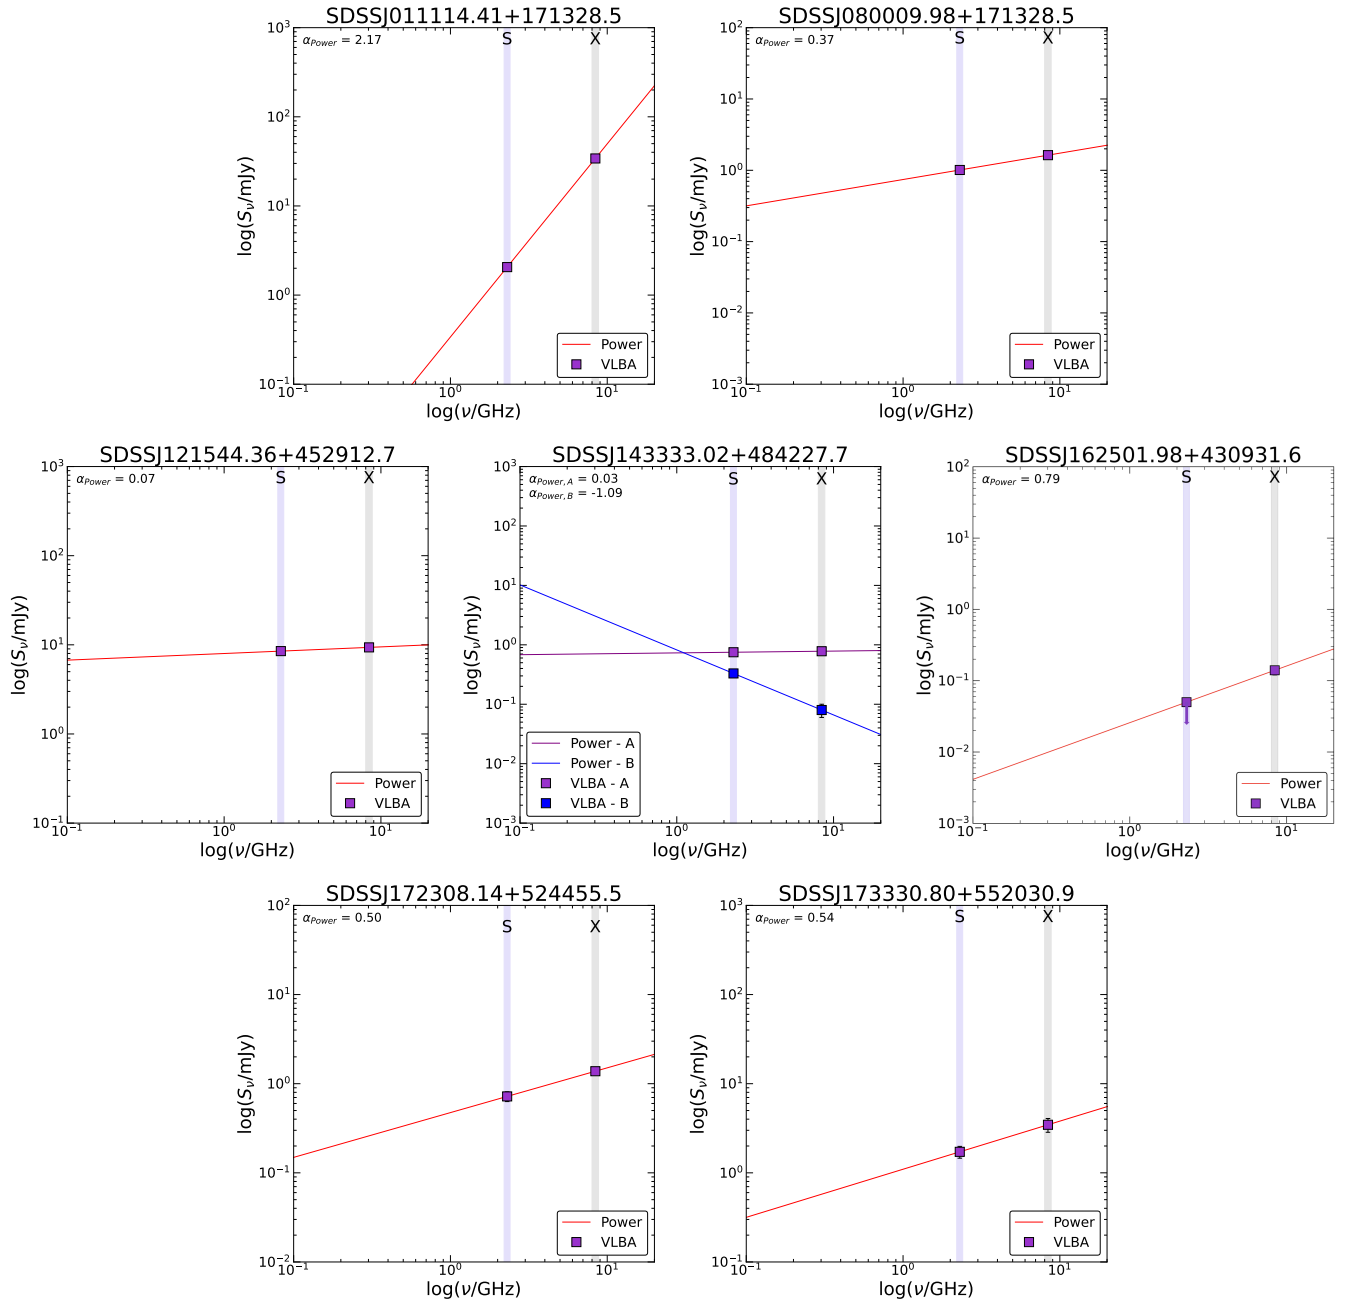 SDSSJ011114.41+171328.5
α_Power = 2.17
S X
10^3
10^2
10^1
10^0
10^-1
log(S_ν/mJy)
Power
VLBA
10^-1 10^0 10^1
log(ν/GHz)
SDSSJ080009.98+171328.5
α_Power = 0.37
S X
10^2
10^1
10^0
10^-1
10^-2
10^-3
log(S_ν/mJy)
Power
VLBA
10^-1 10^0 10^1
log(ν/GHz)
SDSSJ121544.36+452912.7
α_Power = 0.07
S X
10^3
10^2
10^1
10^0
10^-1
log(S_ν/mJy)
Power
VLBA
10^-1 10^0 10^1
log(ν/GHz)
SDSSJ143333.02+484227.7
α_Power, A = 0.03
α_Power, B = -1.09
S X
10^3
10^2
10^1
10^0
10^-1
10^-2
10^-3
log(S_ν/mJy)
Power - A
Power - B
VLBA - A
VLBA - B
10^-1 10^0 10^1
log(ν/GHz)
SDSSJ162501.98+430931.6
α_Power = 0.79
S X
10^2
10^1
10^0
10^-1
10^-2
10^-3
log(S_ν/mJy)
Power
VLBA
10^-1 10^0 10^1
log(ν/GHz)
SDSSJ172308.14+524455.5
α_Power = 0.50
S X
10^2
10^1
10^0
10^-1
10^-2
log(S_ν/mJy)
Power
VLBA
10^-1 10^0 10^1
log(ν/GHz)
SDSSJ173330.80+552030.9
α_Power = 0.54
S X
10^3
10^2
10^1
10^0
10^-1
log(S_ν/mJy)
Power
VLBA
10^-1 10^0 10^1
log(ν/GHz)